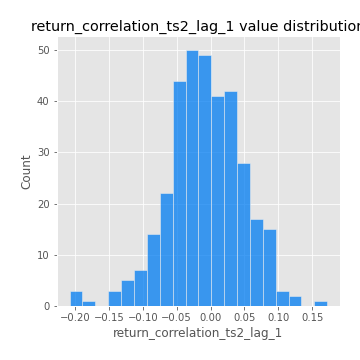 return_correlation_ts2_lag_1 value distribution
50
40
30
20
10
0
Count
−0.20 −0.15 −0.10 −0.05 0.00 0.05 0.10 0.15
return_correlation_ts2_lag_1